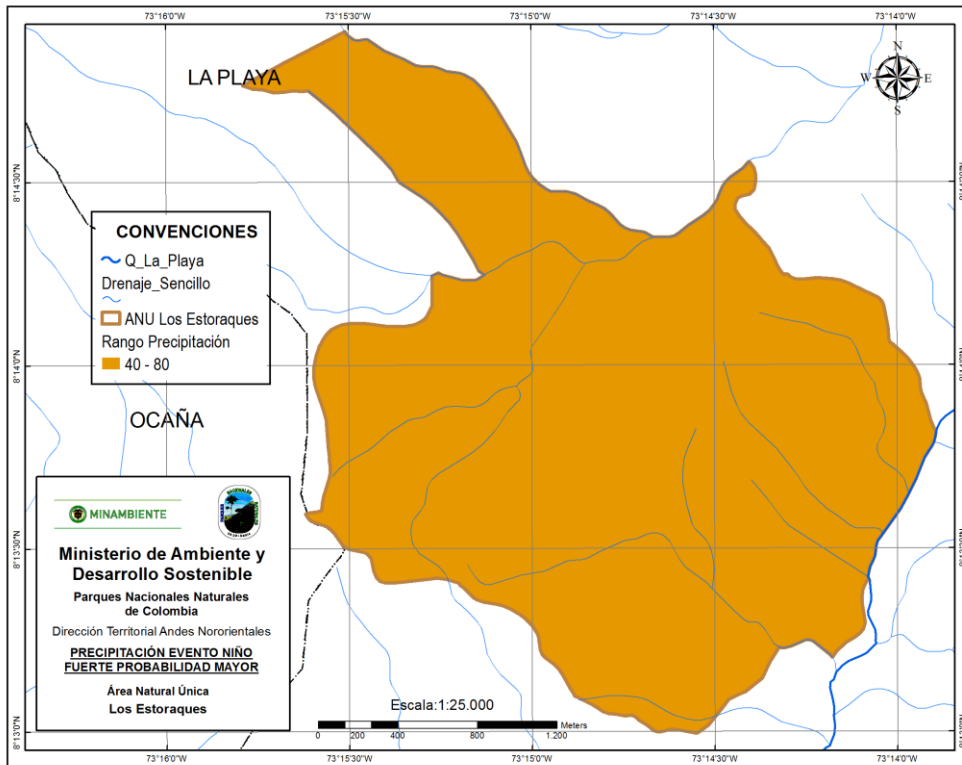 73°16'0"W
73°15'30"W
73°15'0"W
73°14'30"W
73°14'0"W
LA PLAYA
N
W
E
S
8°14'30"N
CONVENCIONES
Q_La_Playa
Drenaje_Sencillo
ANU Los Estoraques
Rango Precipitación
40 - 80
8°14'0"N
OCAÑA
MINAMBIENTE
Ministerio de Ambiente y
Desarrollo Sostenible
Parques Nacionales Naturales
de Colombia
Dirección Territorial Andes Nororientales
PRECIPITACIÓN EVENTO NIÑO
FUERTE PROBABILIDAD MAYOR
Área Natural Única
Los Estoraques
8°13'30"N
Escala:1:25.000
Meters
0 200 400 800 1.200
8°13'0"N
73°16'0"W
73°15'30"W
73°15'0"W
73°14'30"W
73°14'0"W